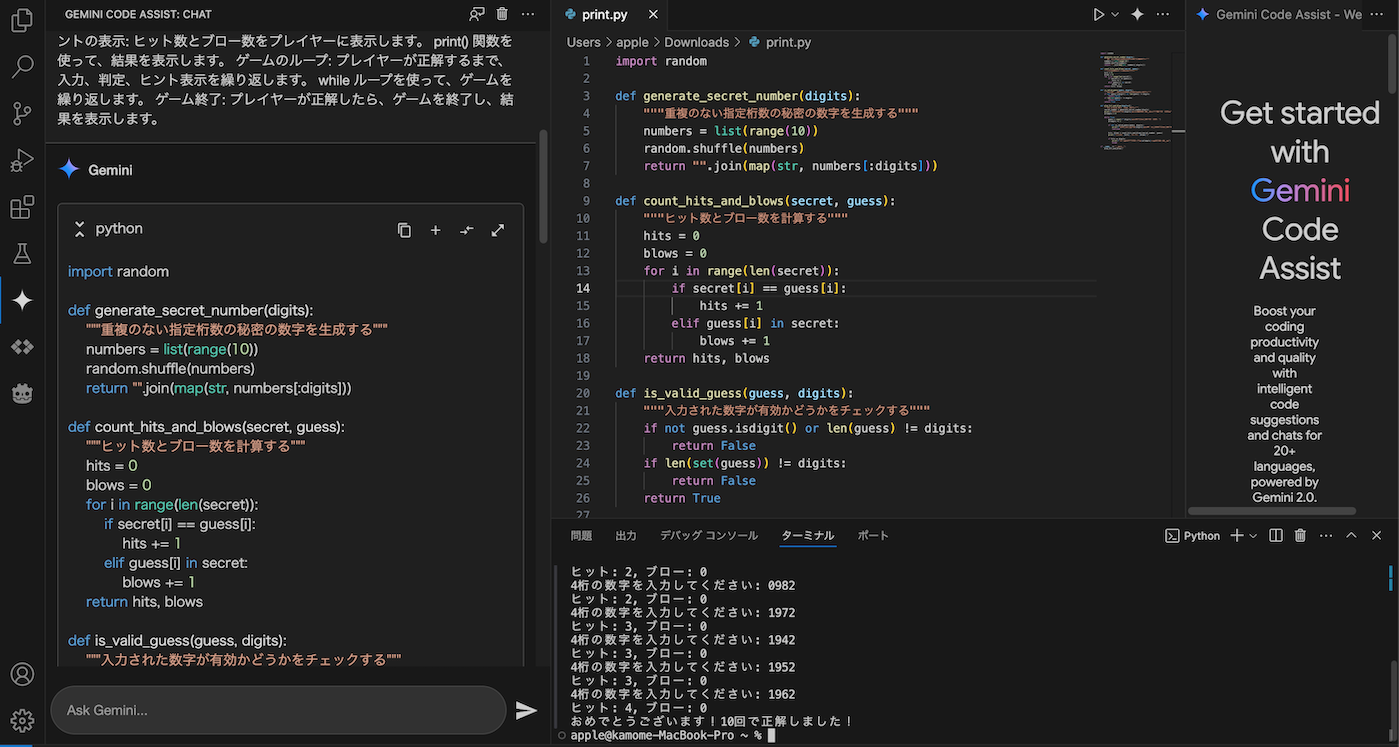 GEMINI CODE ASSIST: CHAT
ントの表示: ヒット数とブロー数をプレイヤーに表示します。 print() 関数を
使って、結果を表示します。 ゲームのループ: プレイヤーが正解するまで、
入力、判定、ヒント表示を繰り返します。 while ループを使って、ゲームを
繰り返します。 ゲーム終了: プレイヤーが正解したら、ゲームを終了し、結
果を表示します。
Gemini
python
import random
def generate_secret_number(digits):
"""重複のない指定桁数の秘密の数字を生成する"""
numbers = list(range(10))
random.shuffle(numbers)
return "".join(map(str, numbers[:digits]))
def count_hits_and_blows(secret, guess):
"""ヒット数とブロー数を計算する"""
hits = 0
blows = 0
for i in range(len(secret)):
if secret[i] == guess[i]:
hits += 1
elif guess[i] in secret:
blows += 1
return hits, blows
def is_valid_guess(guess, digits):
"""入力された数字が有効かどうかをチェックする"""
Ask Gemini...
print.py
Users > apple > Downloads > print.py
1 import random
2
3 def generate_secret_number(digits):
4 """重複のない指定桁数の秘密の数字を生成する"""
5 numbers = list(range(10))
6 random.shuffle(numbers)
7 return "".join(map(str, numbers[:digits]))
8
9 def count_hits_and_blows(secret, guess):
10 """ヒット数とブロー数を計算する"""
11 hits = 0
12 blows = 0
13 for i in range(len(secret)):
14 if secret[i] == guess[i]:
15 hits += 1
16 elif guess[i] in secret:
17 blows += 1
18 return hits, blows
19
20 def is_valid_guess(guess, digits):
21 """入力された数字が有効かどうかをチェックする"""
22 if not guess.isdigit() or len(guess) != digits:
23 return False
24 if len(set(guess)) != digits:
25 return False
26 return True
27
Gemini Code Assist - We
Get started
with
Gemini
Code
Assist
Boost your
coding
productivity
and quality
with
intelligent
code
suggestions
and chats for
20+
languages,
powered by
Gemini 2.0.
問題 出力 デバッグ コンソール ターミナル ポート
Python
ヒット: 2, ブロー: 0
4桁の数字を入力してください: 0982
ヒット: 2, ブロー: 0
4桁の数字を入力してください: 1972
ヒット: 3, ブロー: 0
4桁の数字を入力してください: 1942
ヒット: 3, ブロー: 0
4桁の数字を入力してください: 1952
ヒット: 3, ブロー: 0
4桁の数字を入力してください: 1962
ヒット: 4, ブロー: 0
おめでとうございます！10回で正解しました！
apple@kamome-MacBook-Pro ~ %